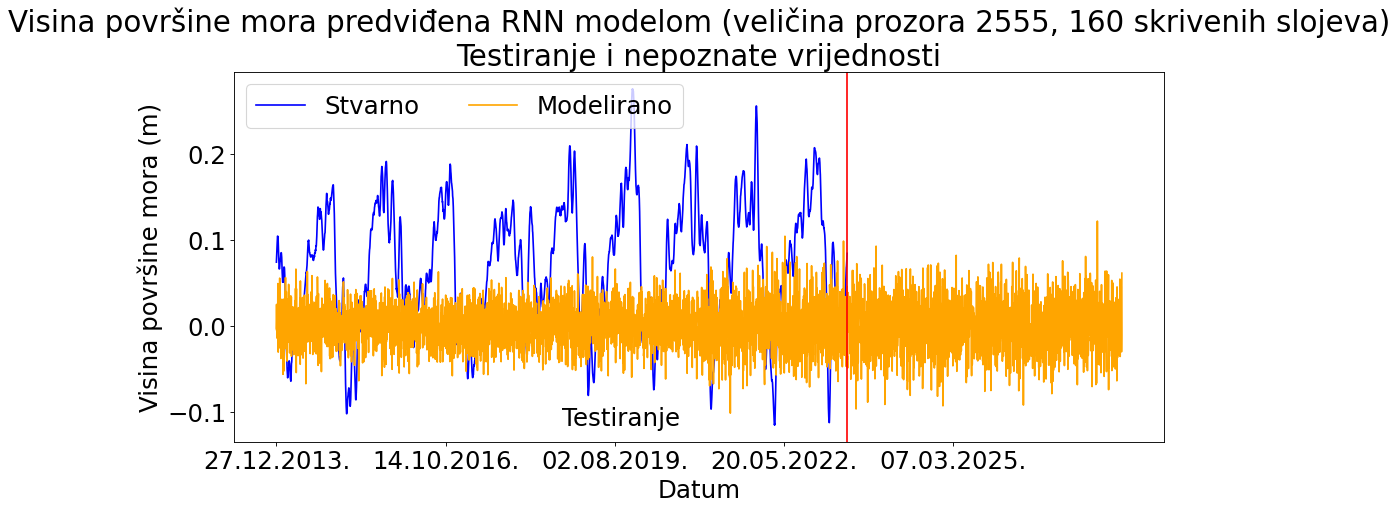 Visina površine mora predviđena RNN modelom (veličina prozora 2555, 160 skrivenih slojeva)
Testiranje i nepoznate vrijednosti
Stvarno
Modelirano
Visina površine mora (m)
0.2
0.1
0.0
−0.1
Testiranje
27.12.2013.
14.10.2016.
02.08.2019.
20.05.2022.
07.03.2025.
Datum